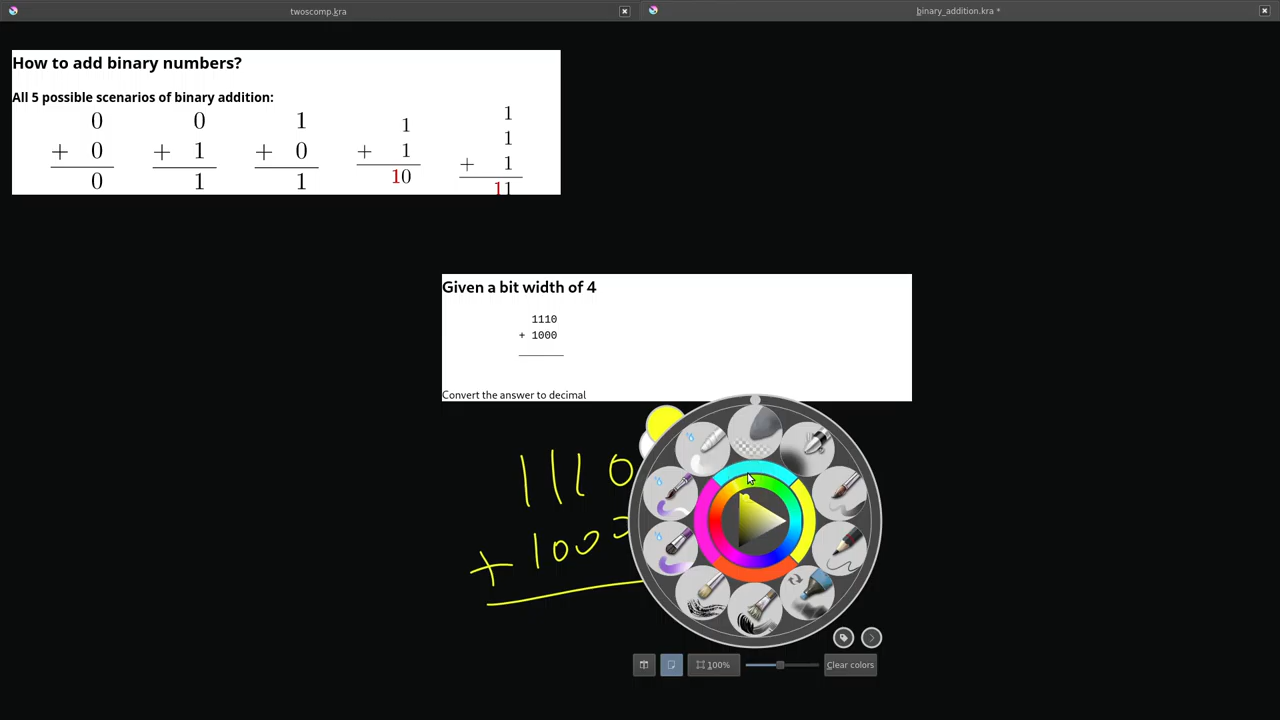 twoscomp.kra
binary_addition.kra *
How to add binary numbers?
All 5 possible scenarios of binary addition:
0 0 1 1 1
+ 0 + 1 + 0 + 1 1
0 1 1 10 + 1
11
Given a bit width of 4
1110
+ 1000
Convert the answer to decimal
1110
+ 1000
100%
Clear colors